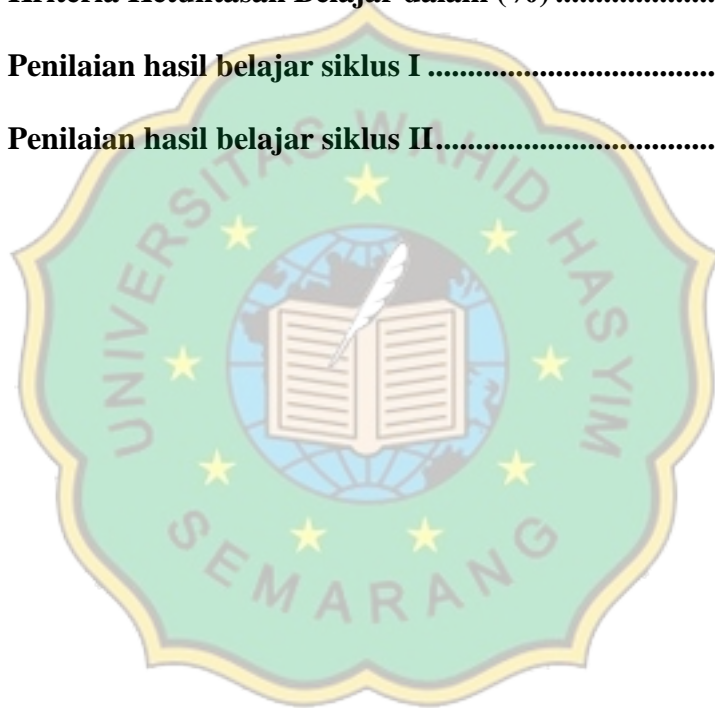 Kriteria Ketuntasan Belajar dalam (%) ....................
Penilaian hasil belajar siklus I ...................................
Penilaian hasil belajar siklus II..................................
UNIVERSITAS WAHID HASYIM
SEMARANG